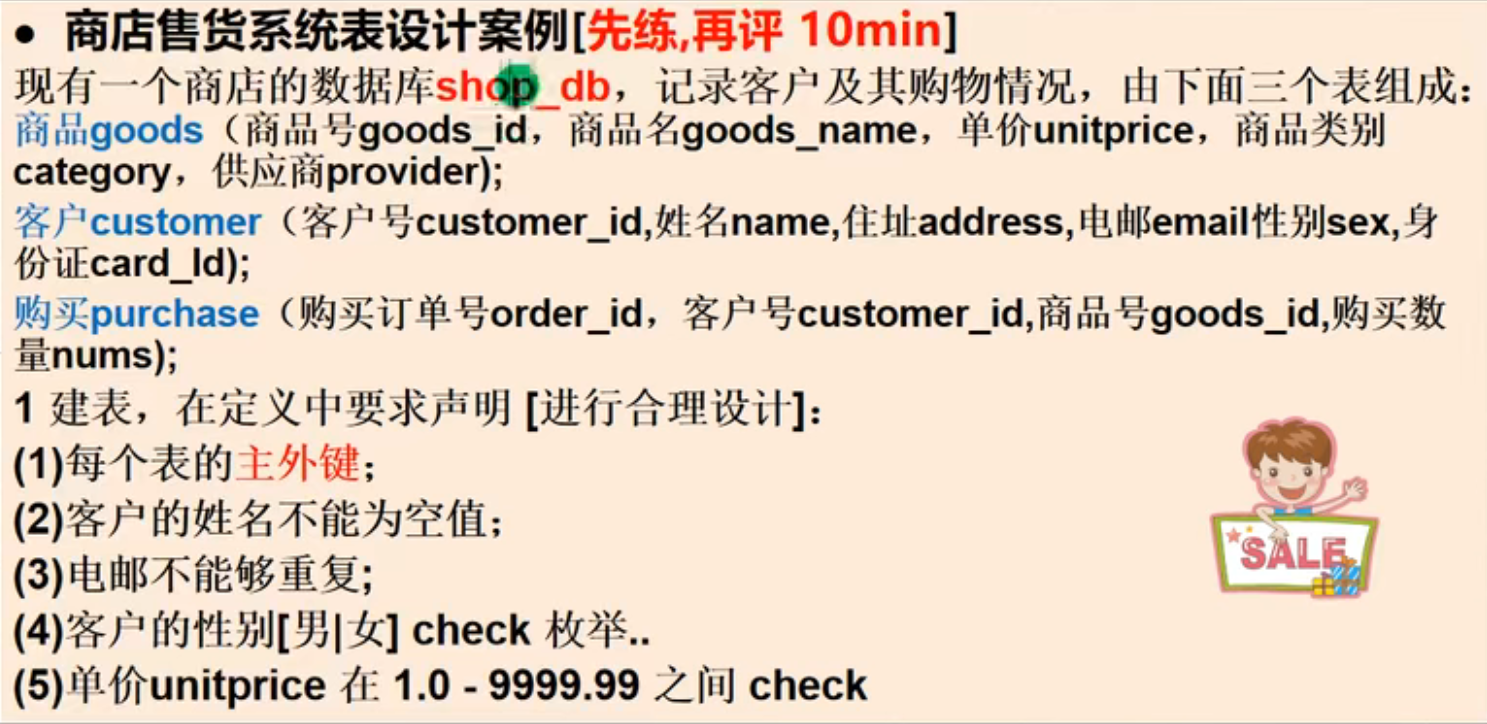 ● 商店售货系统表设计案例[先练,再评 10min]
现有一个商店的数据库shop_db，记录客户及其购物情况，由下面三个表组成：
商品goods（商品号goods_id，商品名goods_name，单价unitprice，商品类别
category，供应商provider);
客户customer（客户号customer_id,姓名name,住址address,电邮email性别sex,身
份证card_Id);
购买purchase（购买订单号order_id，客户号customer_id,商品号goods_id,购买数
量nums);
1 建表，在定义中要求声明 [进行合理设计]：
(1)每个表的主外键；
(2)客户的姓名不能为空值；
(3)电邮不能够重复;
(4)客户的性别[男|女] check 枚举..
(5)单价unitprice 在 1.0 - 9999.99 之间 check
SALE